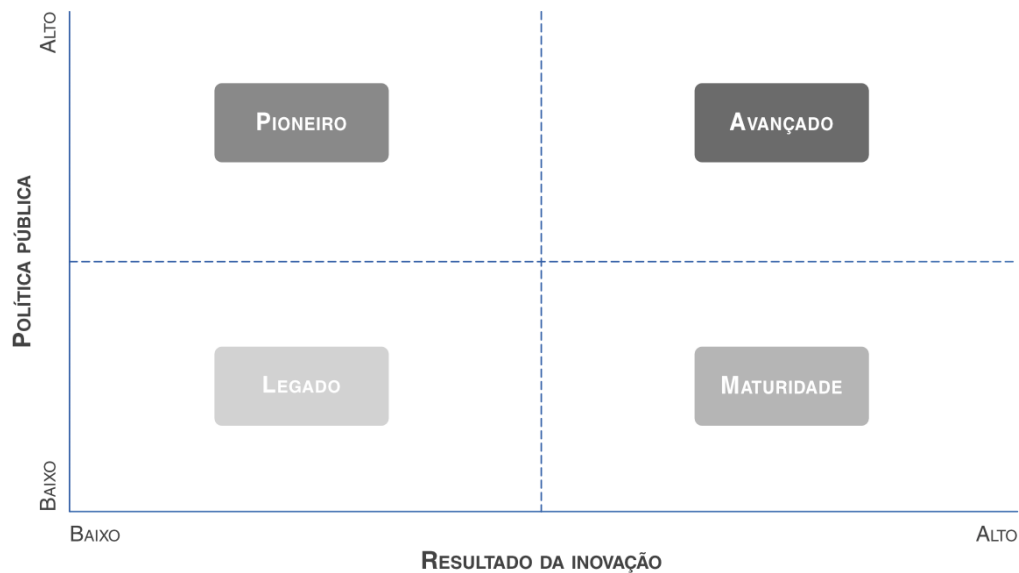 ALTO
PIONEIRO
AVANÇADO
POLÍTICA PÚBLICA
LEGADO
MATURIDADE
BAIXO
BAIXO
ALTO
RESULTADO DA INOVAÇÃO